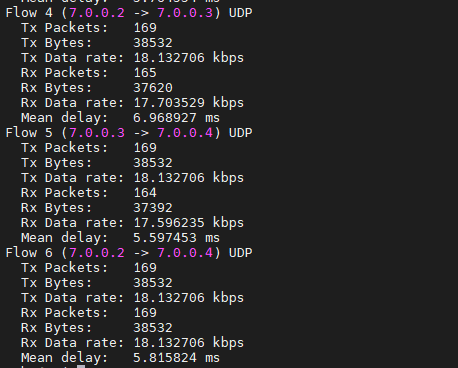 Flow 4 (7.0.0.2 -> 7.0.0.3) UDP
Tx Packets: 169
Tx Bytes: 38532
Tx Data rate: 18.132706 kbps
Rx Packets: 165
Rx Bytes: 37620
Rx Data rate: 17.703529 kbps
Mean delay: 6.968927 ms
Flow 5 (7.0.0.3 -> 7.0.0.4) UDP
Tx Packets: 169
Tx Bytes: 38532
Tx Data rate: 18.132706 kbps
Rx Packets: 164
Rx Bytes: 37392
Rx Data rate: 17.596235 kbps
Mean delay: 5.597453 ms
Flow 6 (7.0.0.2 -> 7.0.0.4) UDP
Tx Packets: 169
Tx Bytes: 38532
Tx Data rate: 18.132706 kbps
Rx Packets: 169
Rx Bytes: 38532
Rx Data rate: 18.132706 kbps
Mean delay: 5.815824 ms